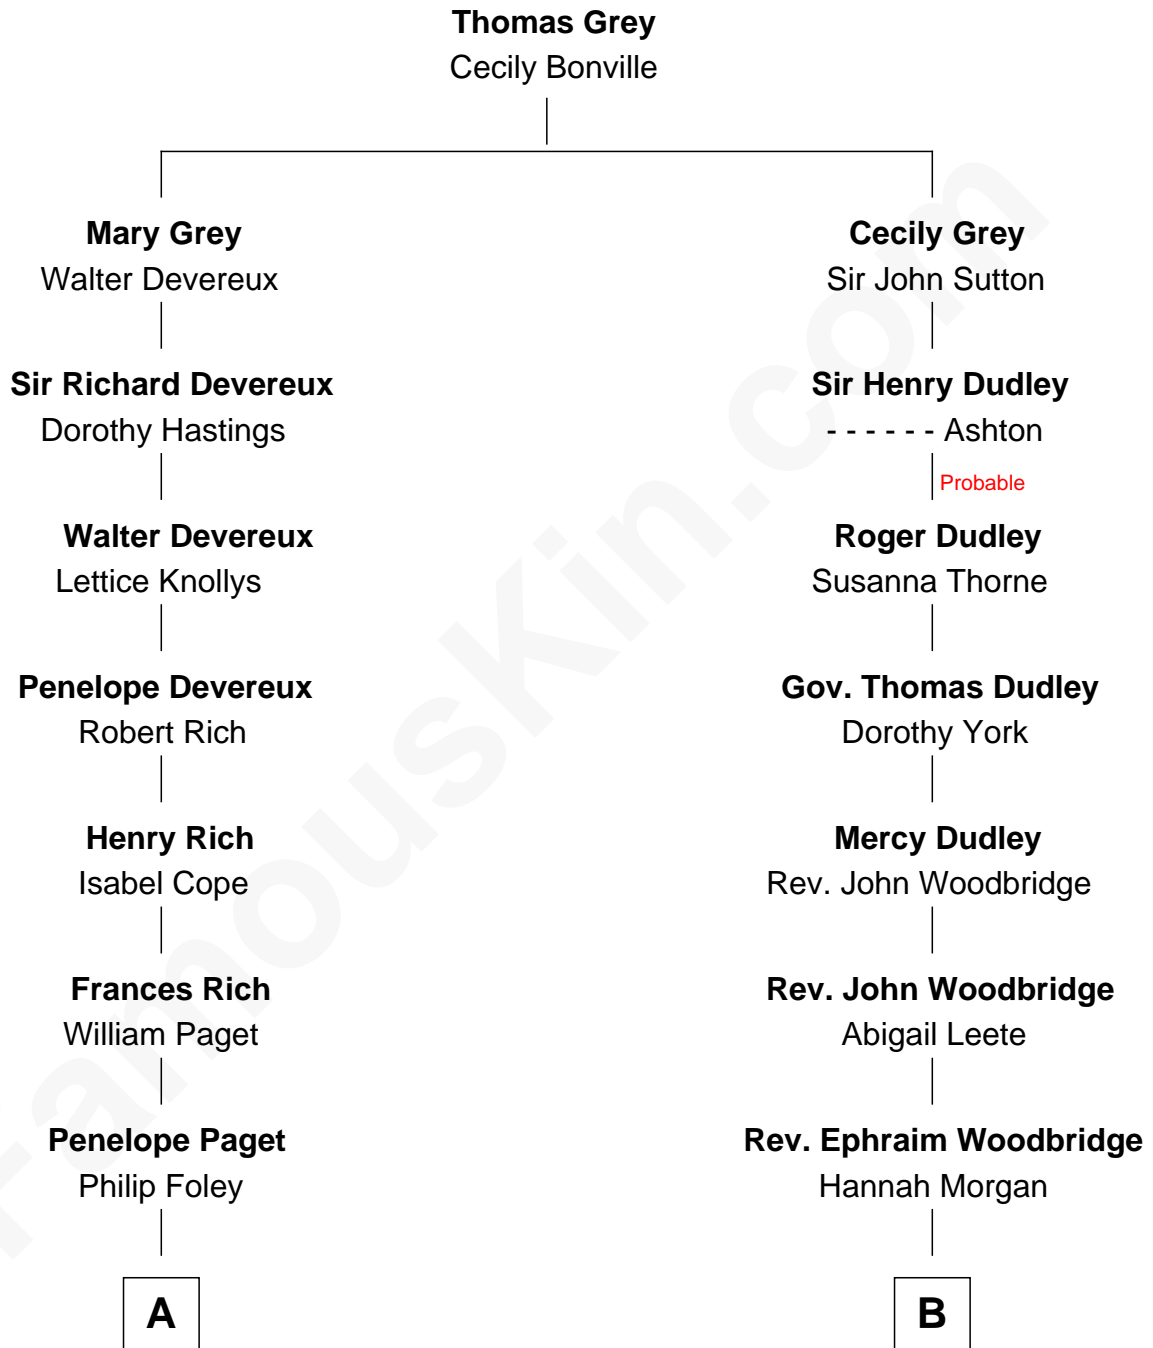 Thomas Grey
Cecily Bonville
Mary Grey
Walter Devereux
Cecily Grey
Sir John Sutton
Sir Richard Devereux
Dorothy Hastings
Sir Henry Dudley
- - - - - - Ashton
Probable
Walter Devereux
Lettice Knollys
Roger Dudley
Susanna Thorne
Penelope Devereux
Robert Rich
Gov. Thomas Dudley
Dorothy York
Henry Rich
Isabel Cope
Mercy Dudley
Rev. John Woodbridge
Frances Rich
William Paget
Rev. John Woodbridge
Abigail Leete
Penelope Paget
Philip Foley
Rev. Ephraim Woodbridge
Hannah Morgan
A
B
FamousKin.com